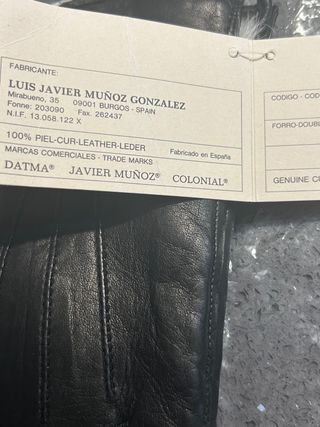 FABRICANTE:
LUIS JAVIER MUÑOZ GONZALEZ
Mirabueno, 35 09001 BURGOS - SPAIN
Fonne: 203090 Fax. 262437
N.I.F. 13.058.122 X
100% PIEL-CUR-LEATHER-LEDER
Fabricado en España
MARCAS COMERCIALES - TRADE MARKS
DATMA® JAVIER MUÑOZ® COLONIAL®
CODIGO - COD
FORRO-DOUBL
GENUINE CU